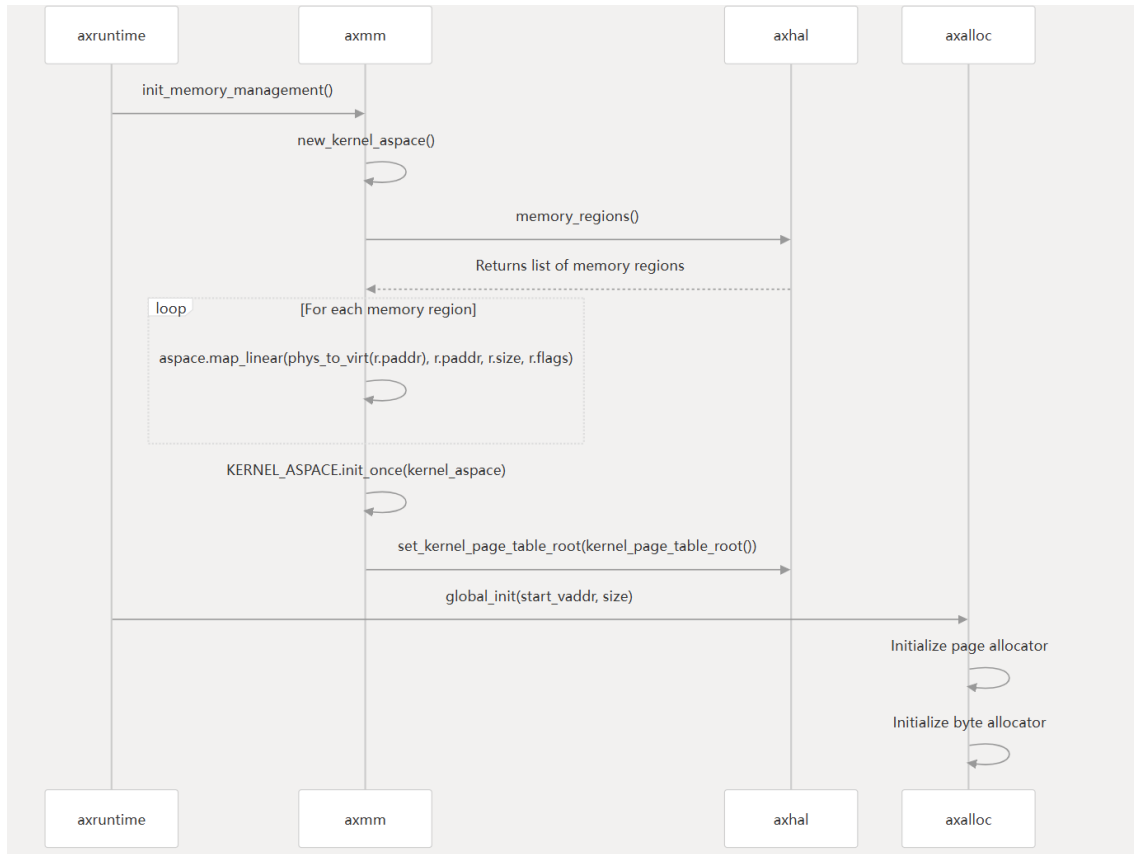 axruntime
axmm
axhal
axalloc
init_memory_management()
new_kernel_aspace()
memory_regions()
Returns list of memory regions
loop
[For each memory region]
aspace.map_linear(phys_to_virt(r.paddr), r.paddr, r.size, r.flags)
KERNEL_ASPACE.init_once(kernel_aspace)
set_kernel_page_table_root(kernel_page_table_root())
global_init(start_vaddr, size)
Initialize page allocator
Initialize byte allocator
axruntime
axmm
axhal
axalloc